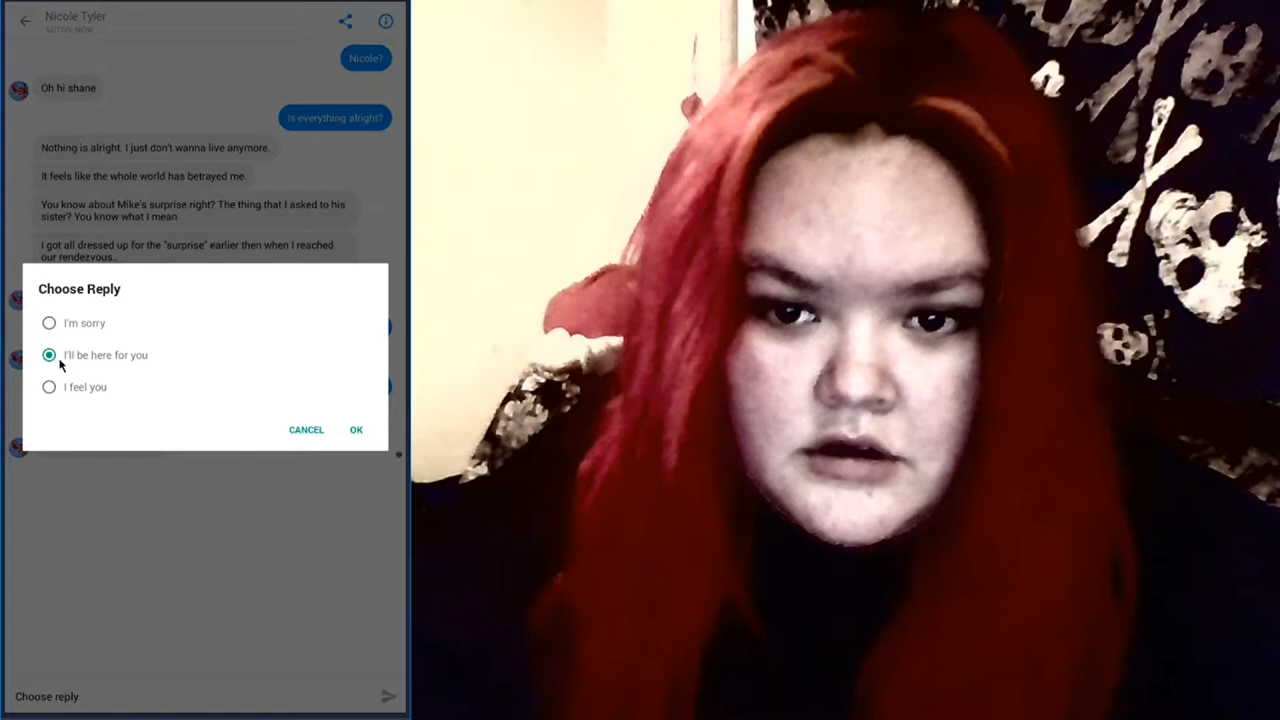 Nicole Tyler
ACTIVE NOW
Nicole?
Oh hi shane
Is everything alright?
Nothing is alright. I just don't wanna live anymore.
It feels like the whole world has betrayed me.
You know about Mike's surprise right? The thing that I asked to his
sister? You know what I mean
I got all dressed up for the "surprise" earlier then when I reached
our rendezvous..
Choose Reply
I'm sorry
I'll be here for you
I feel you
CANCEL OK
Choose reply